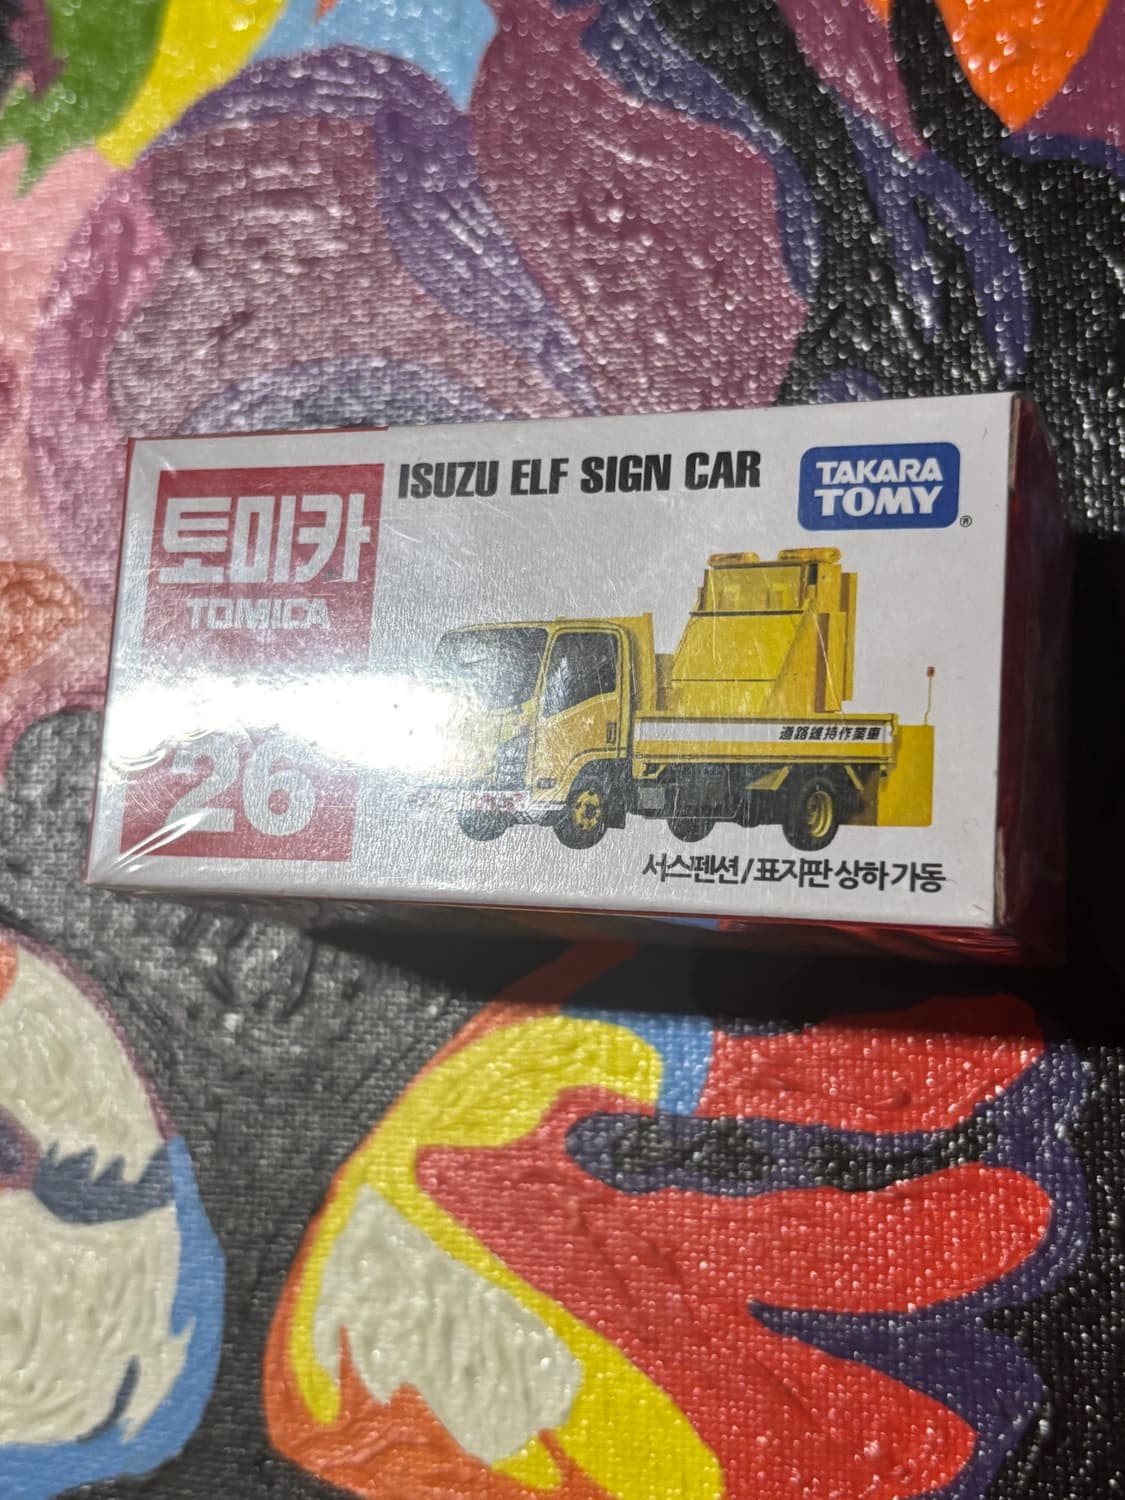 토미카
TOMICA
26
ISUZU ELF SIGN CAR
TAKARA
TOMY
®
道路維持作業車
서스펜션/표지판 상하 가동